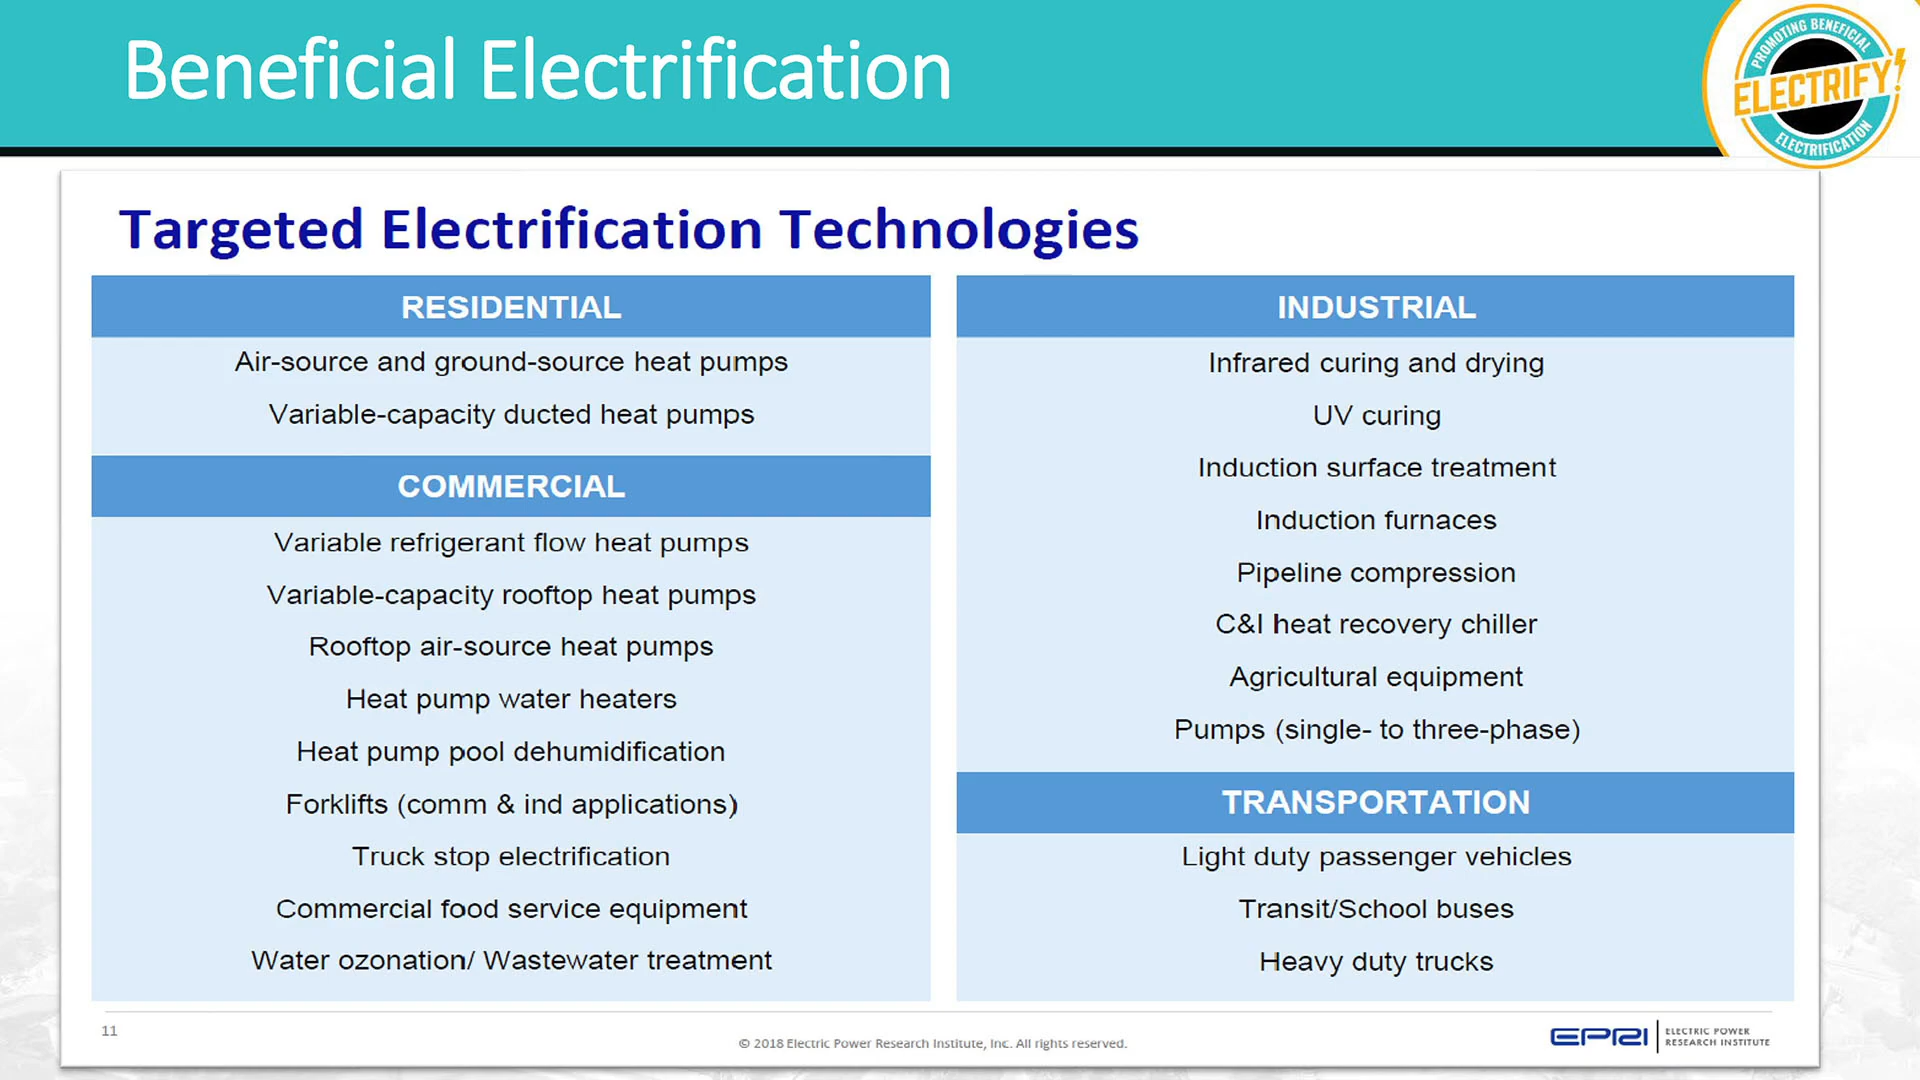 Beneficial Electrification
PROMOTING BENEFICIAL
ELECTRIFY!
ELECTRIFICATION
Targeted Electrification Technologies
RESIDENTIAL
Air-source and ground-source heat pumps
Variable-capacity ducted heat pumps
COMMERCIAL
Variable refrigerant flow heat pumps
Variable-capacity rooftop heat pumps
Rooftop air-source heat pumps
Heat pump water heaters
Heat pump pool dehumidification
Forklifts (comm & ind applications)
Truck stop electrification
Commercial food service equipment
Water ozonation/ Wastewater treatment
INDUSTRIAL
Infrared curing and drying
UV curing
Induction surface treatment
Induction furnaces
Pipeline compression
C&I heat recovery chiller
Agricultural equipment
Pumps (single- to three-phase)
TRANSPORTATION
Light duty passenger vehicles
Transit/School buses
Heavy duty trucks
11
© 2018 Electric Power Research Institute, Inc. All rights reserved.
EPRI
ELECTRIC POWER
RESEARCH INSTITUTE